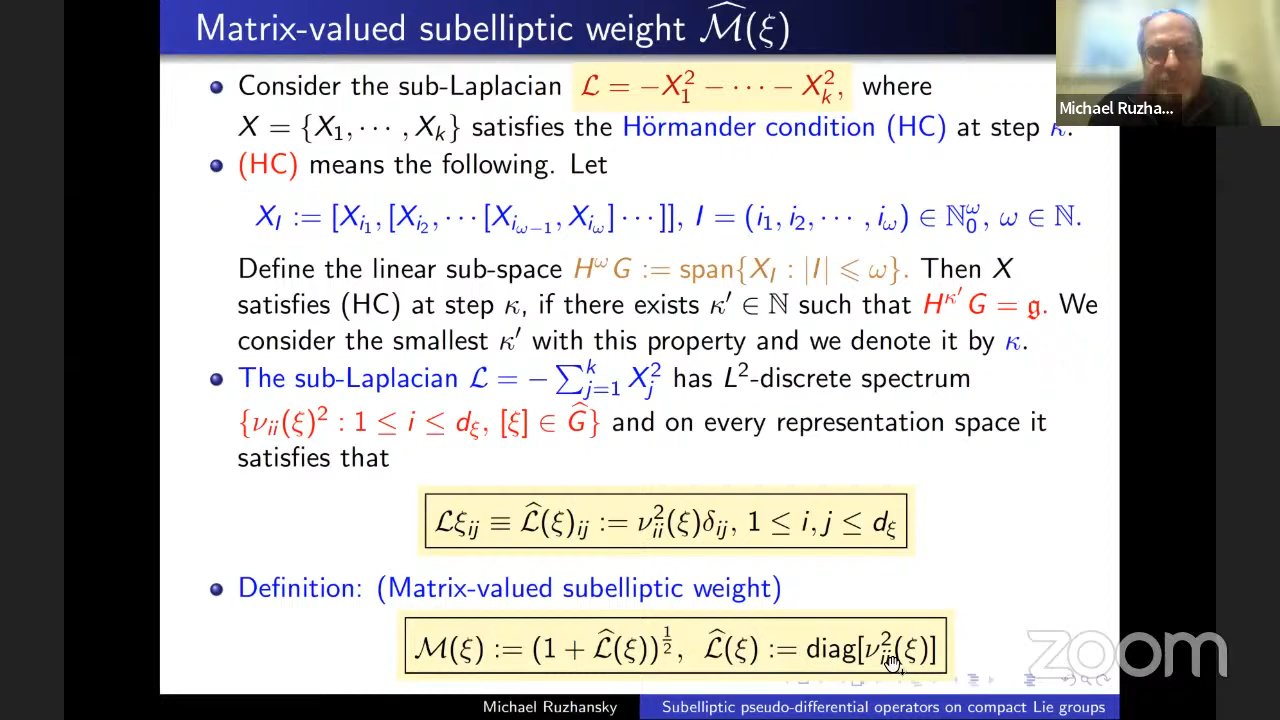 Matrix-valued subelliptic weight $\widehat{\mathcal{M}}(\xi)$
Consider the sub-Laplacian $\mathcal{L} = -X_1^2 - \cdots - X_k^2,$ where
$X = \{X_1, \cdots, X_k\}$ satisfies the Hörmander condition (HC) at step $\kappa$.
(HC) means the following. Let
$X_I := [X_{i_1}, [X_{i_2}, \cdots [X_{i_{\omega-1}}, X_{i_\omega}] \cdots ]], \ I = (i_1, i_2, \cdots, i_\omega) \in \mathbb{N}_0^\omega, \ \omega \in \mathbb{N}.$
Define the linear sub-space $H^\omega G := \text{span}\{X_I : |I| \leqslant \omega\}.$ Then $X$
satisfies (HC) at step $\kappa$, if there exists $\kappa' \in \mathbb{N}$ such that $H^{\kappa'} G = \mathfrak{g}.$ We
consider the smallest $\kappa'$ with this property and we denote it by $\kappa$.
The sub-Laplacian $\mathcal{L} = -\sum_{j=1}^k X_j^2$ has $L^2$-discrete spectrum
$\{\nu_{ii}(\xi)^2 : 1 \leq i \leq d_\xi, \ [\xi] \in \widehat{G}\}$ and on every representation space it
satisfies that
$\mathcal{L}\xi_{ij} \equiv \widehat{\mathcal{L}}(\xi)_{ij} := \nu_{ii}^2(\xi)\delta_{ij}, \ 1 \leq i, j \leq d_\xi$
Definition: (Matrix-valued subelliptic weight)
$\mathcal{M}(\xi) := (1 + \widehat{\mathcal{L}}(\xi))^{\frac{1}{2}}, \ \widehat{\mathcal{L}}(\xi) := \text{diag}[\nu_{ii}^2(\xi)]$
Michael Ruzhansky
Subelliptic pseudo-differential operators on compact Lie groups
Michael Ruzha...
zoom